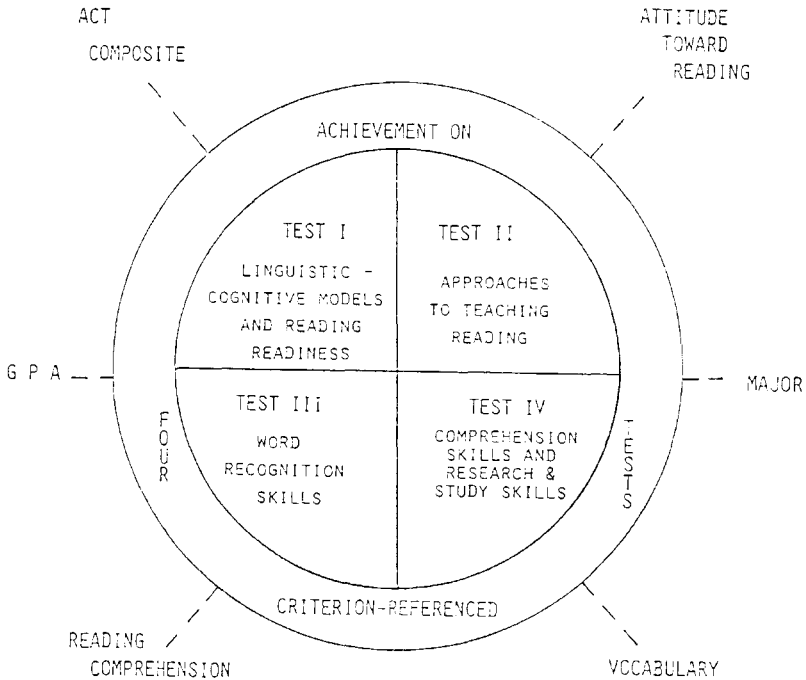 ACT
COMPOSITE
ATTITUDE
TOWARD
READING
ACHIEVEMENT ON
TEST I
LINGUISTIC -
COGNITIVE MODELS
AND READING
READINESS
TEST II
APPROACHES
TO TEACHING
READING
G P A
MAJOR
FOUR
TEST III
WORD
RECOGNITION
SKILLS
TEST IV
COMPREHENSION
SKILLS AND
RESEARCH &
STUDY SKILLS
TESTS
CRITERION-REFERENCED
READING
COMPREHENSION
VOCABULARY